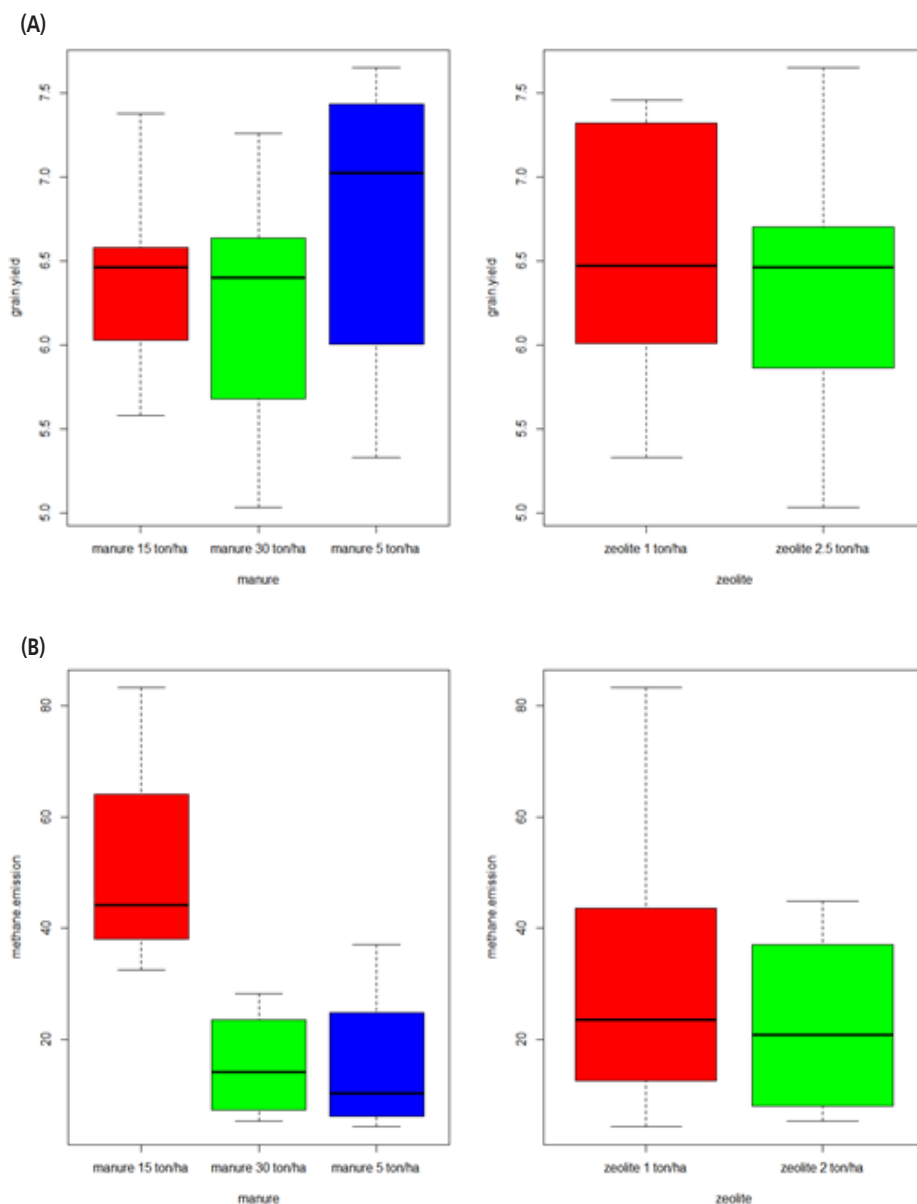 (A)
grain.yield
7.5
7.0
6.5
6.0
5.5
5.0
manure 15 ton/ha manure 30 ton/ha manure 5 ton/ha
manure
grain.yield
7.5
7.0
6.5
6.0
5.5
5.0
zeolite 1 ton/ha zeolite 2.5 ton/ha
zeolite
(B)
methane.emission
80
60
40
20
manure 15 ton/ha manure 30 ton/ha manure 5 ton/ha
manure
methane.emission
80
60
40
20
zeolite 1 ton/ha zeolite 2 ton/ha
zeolite